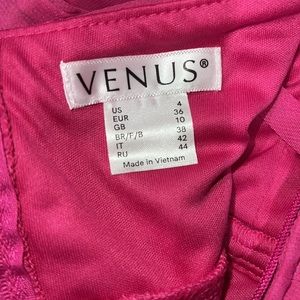 VENUS®
US 4
EUR 36
GB 10
BR/F/B 38
IT 42
RU 44
Made in Vietnam